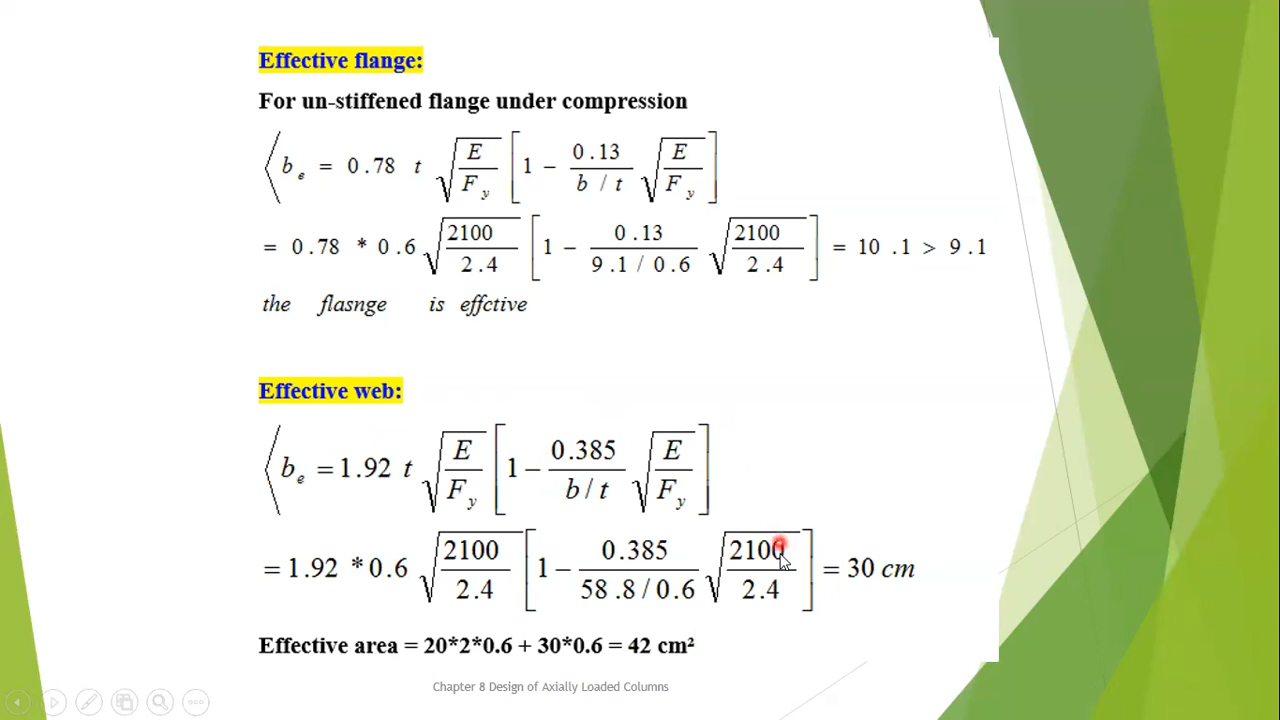 Effective flange:
For un-stiffened flange under compression
⟨ b_e = 0.78 t √(E / F_y) [ 1 − (0.13 / (b / t)) √(E / F_y) ]
= 0.78 * 0.6 √(2100 / 2.4) [ 1 − (0.13 / (9.1 / 0.6)) √(2100 / 2.4) ] = 10.1 > 9.1
the flasnge is effctive
Effective web:
⟨ b_e = 1.92 t √(E / F_y) [ 1 − (0.385 / (b / t)) √(E / F_y) ]
= 1.92 * 0.6 √(2100 / 2.4) [ 1 − (0.385 / (58.8 / 0.6)) √(2100 / 2.4) ] = 30 cm
Effective area = 20*2*0.6 + 30*0.6 = 42 cm²
Chapter 8 Design of Axially Loaded Columns